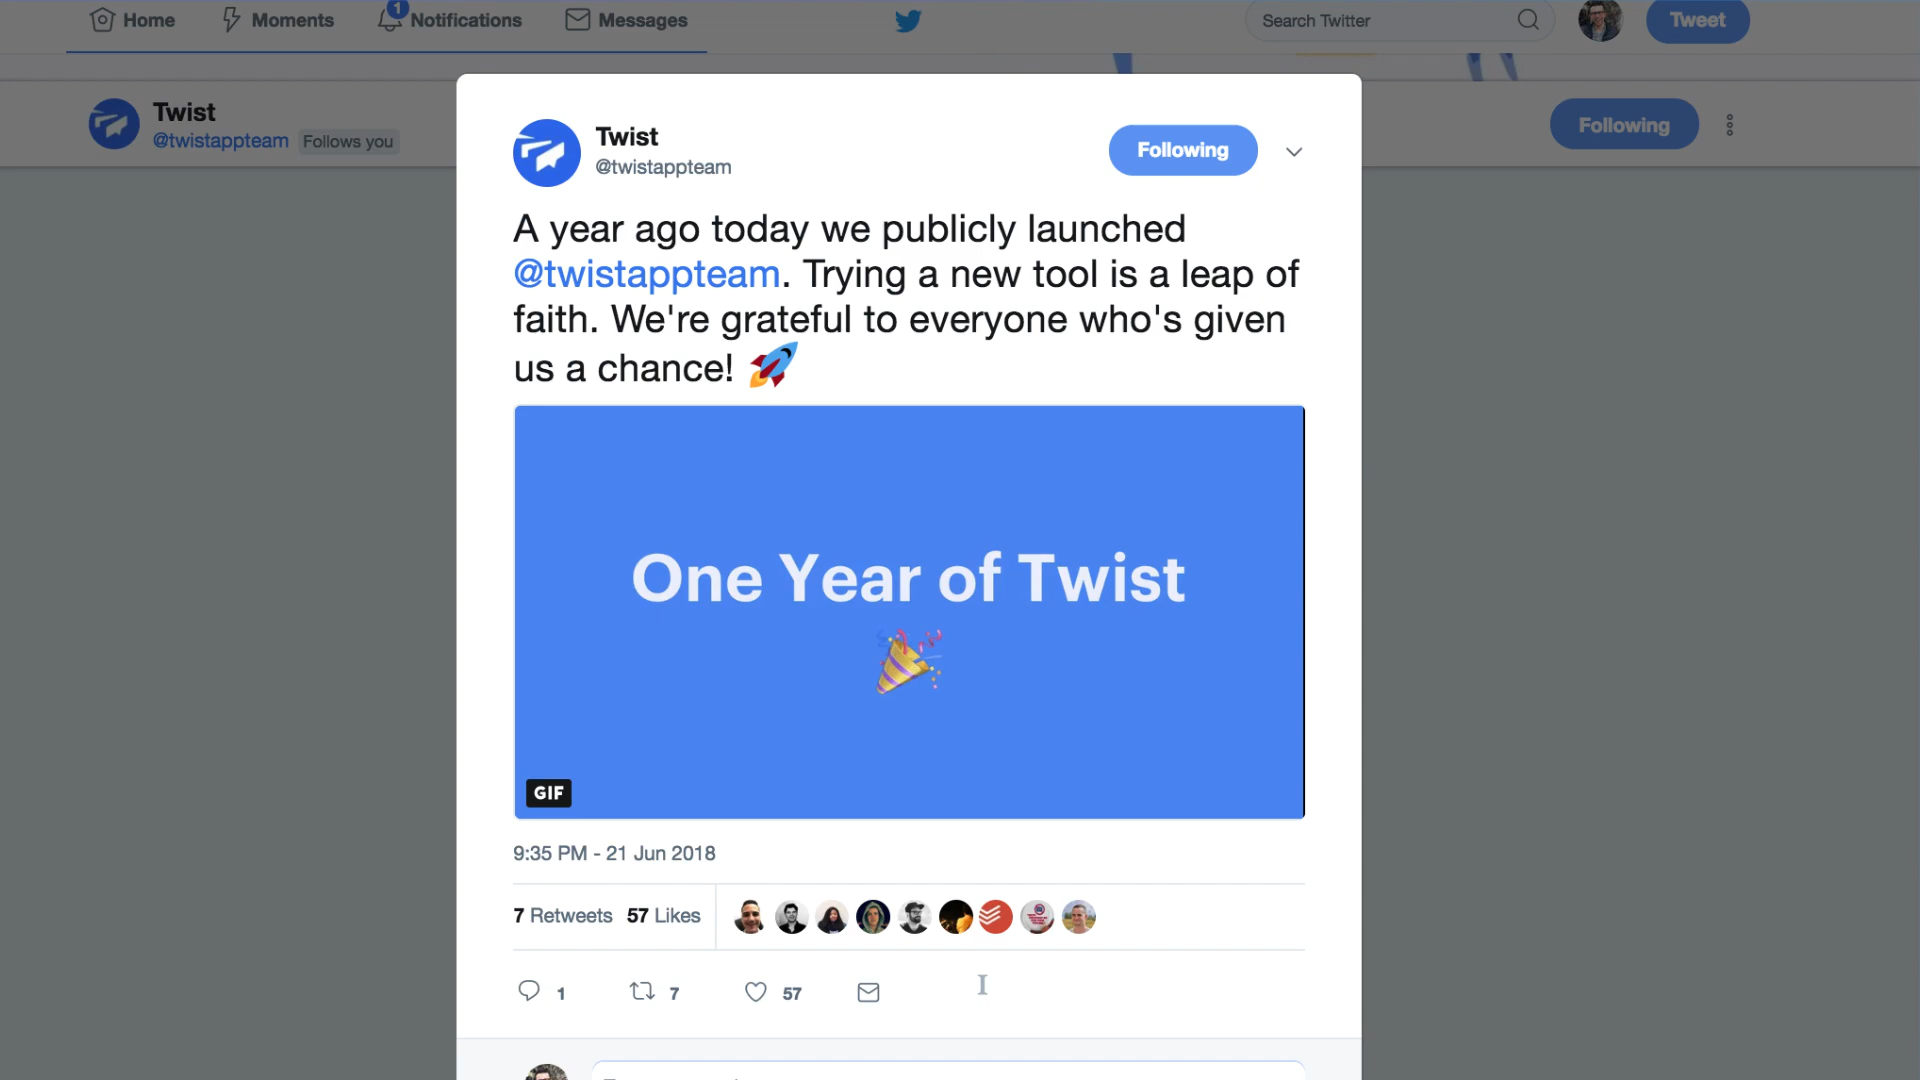 Home
Moments
1
Notifications
Messages
Search Twitter
Tweet
Twist
@twistappteam Follows you
Following
Twist
@twistappteam
Following
A year ago today we publicly launched
@twistappteam. Trying a new tool is a leap of
faith. We're grateful to everyone who's given
us a chance! 🚀
One Year of Twist
🎉
GIF
9:35 PM - 21 Jun 2018
7 Retweets 57 Likes
1 7 57